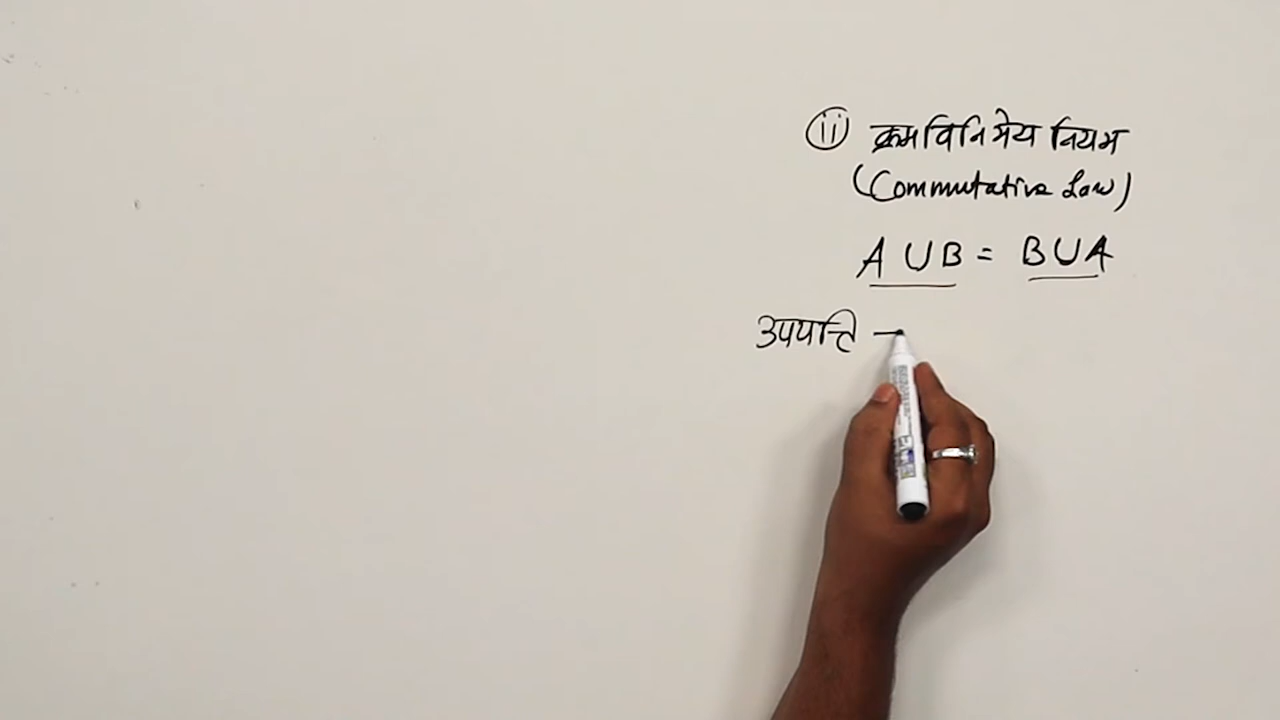 (ii) क्रमविनिमेय नियम
(Commutative Law)
A ∪ B = B ∪ A
उपपत्ति –